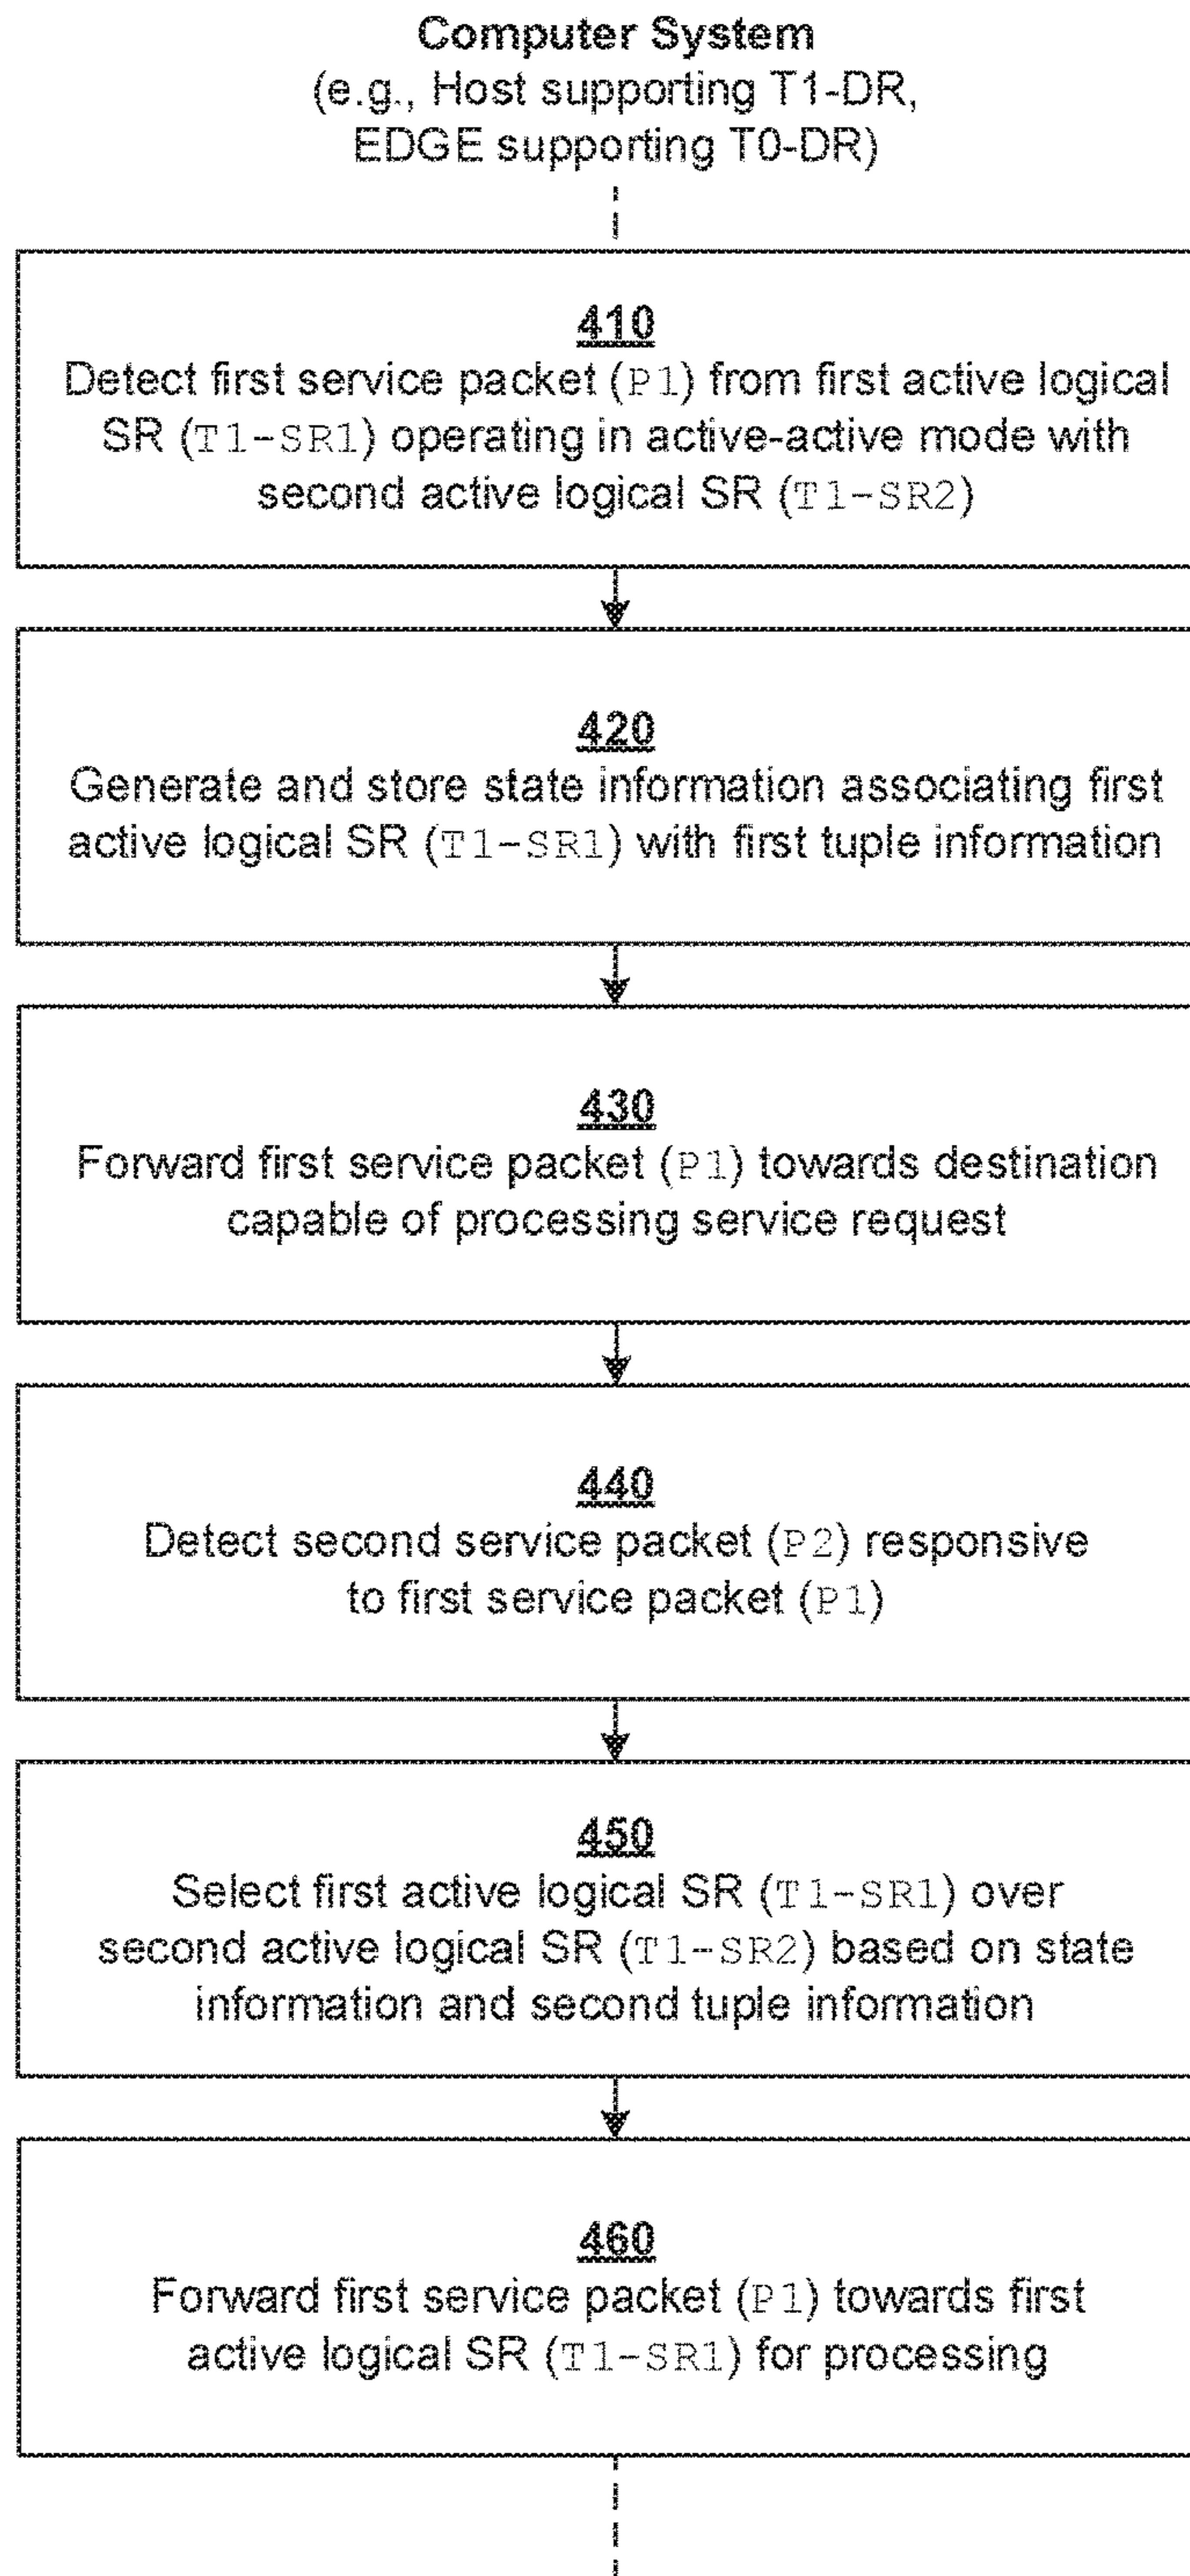 Computer System
(e.g., Host supporting T1-DR,
EDGE supporting T0-DR)
410
Detect first service packet (P1) from first active logical
SR (T1-SR1) operating in active-active mode with
second active logical SR (T1-SR2)
420
Generate and store state information associating first
active logical SR (T1-SR1) with first tuple information
430
Forward first service packet (P1) towards destination
capable of processing service request
440
Detect second service packet (P2) responsive
to first service packet (P1)
450
Select first active logical SR (T1-SR1) over
second active logical SR (T1-SR2) based on state
information and second tuple information
460
Forward first service packet (P1) towards first
active logical SR (T1-SR1) for processing